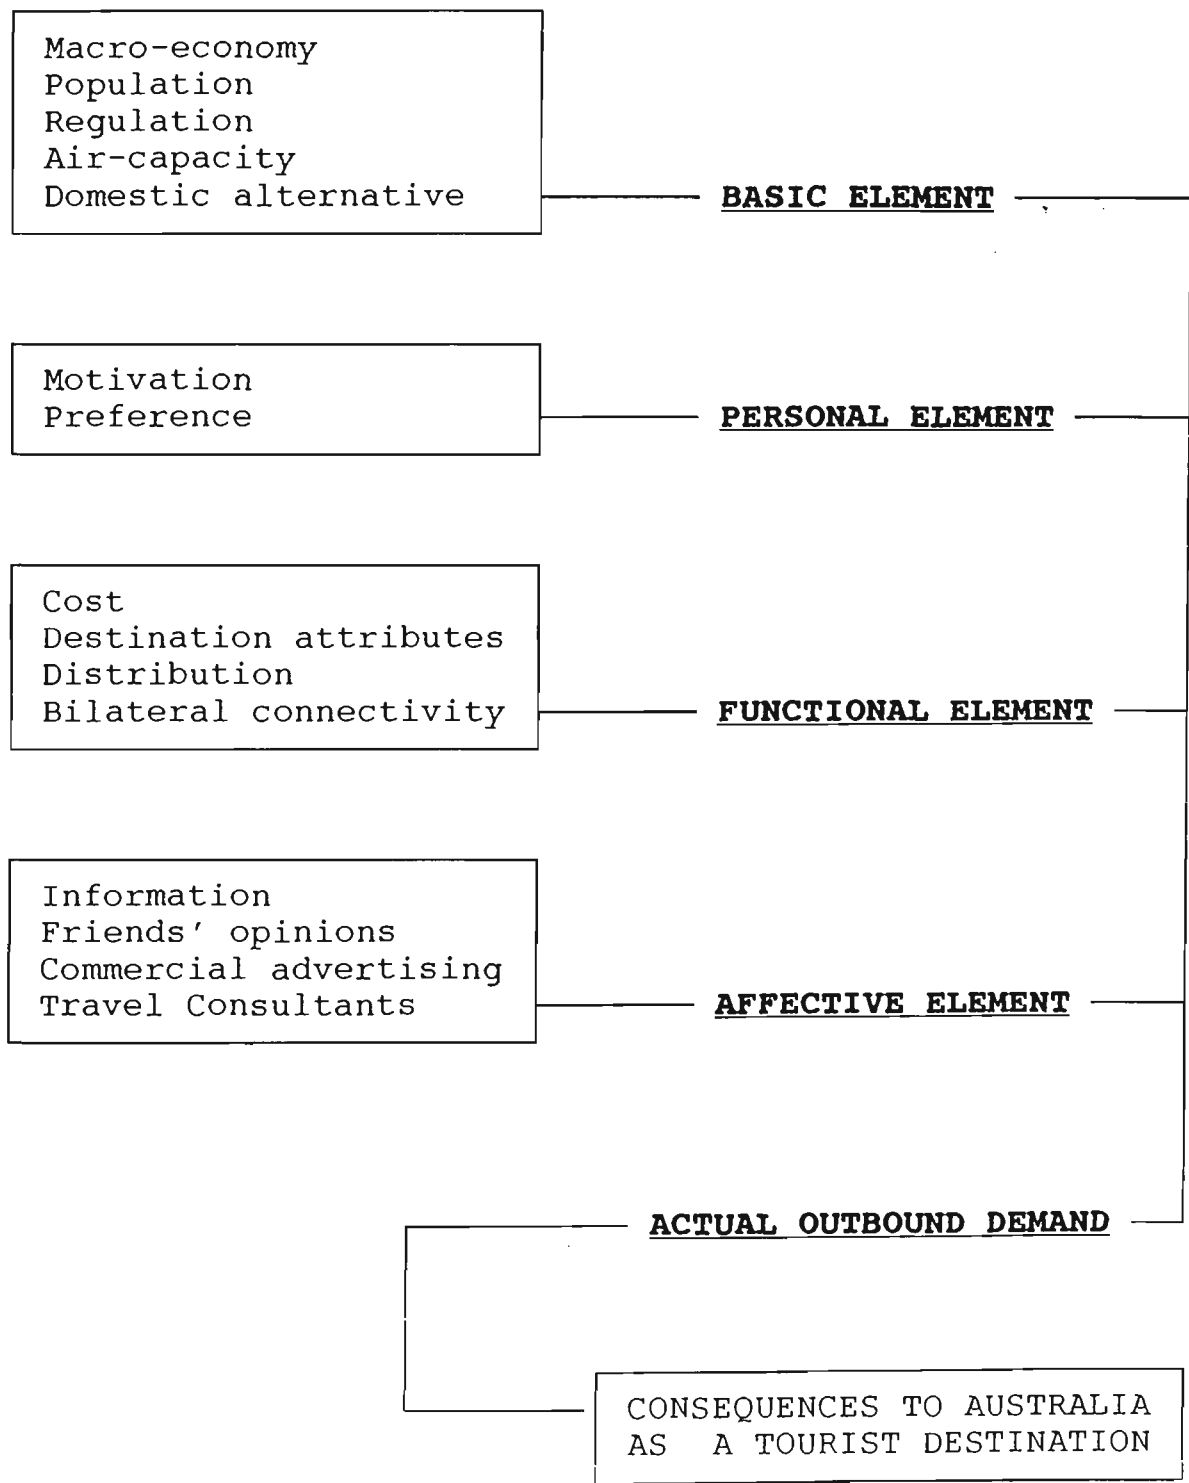 Macro-economy
Population
Regulation
Air-capacity
Domestic alternative
BASIC ELEMENT
Motivation
Preference
PERSONAL ELEMENT
Cost
Destination attributes
Distribution
Bilateral connectivity
FUNCTIONAL ELEMENT
Information
Friends' opinions
Commercial advertising
Travel Consultants
AFFECTIVE ELEMENT
ACTUAL OUTBOUND DEMAND
CONSEQUENCES TO AUSTRALIA
AS A TOURIST DESTINATION